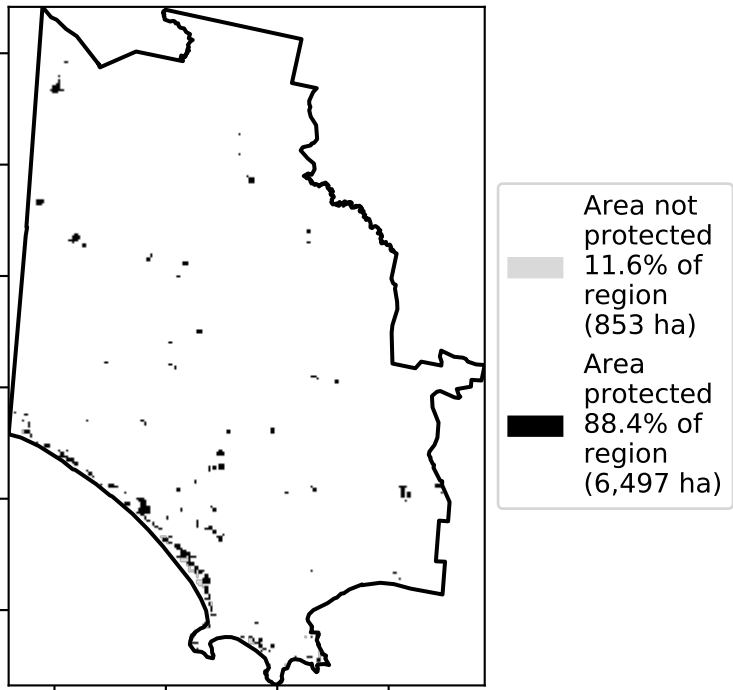 Area not
protected
11.6% of
region
(853 ha)
Area
protected
88.4% of
region
(6,497 ha)